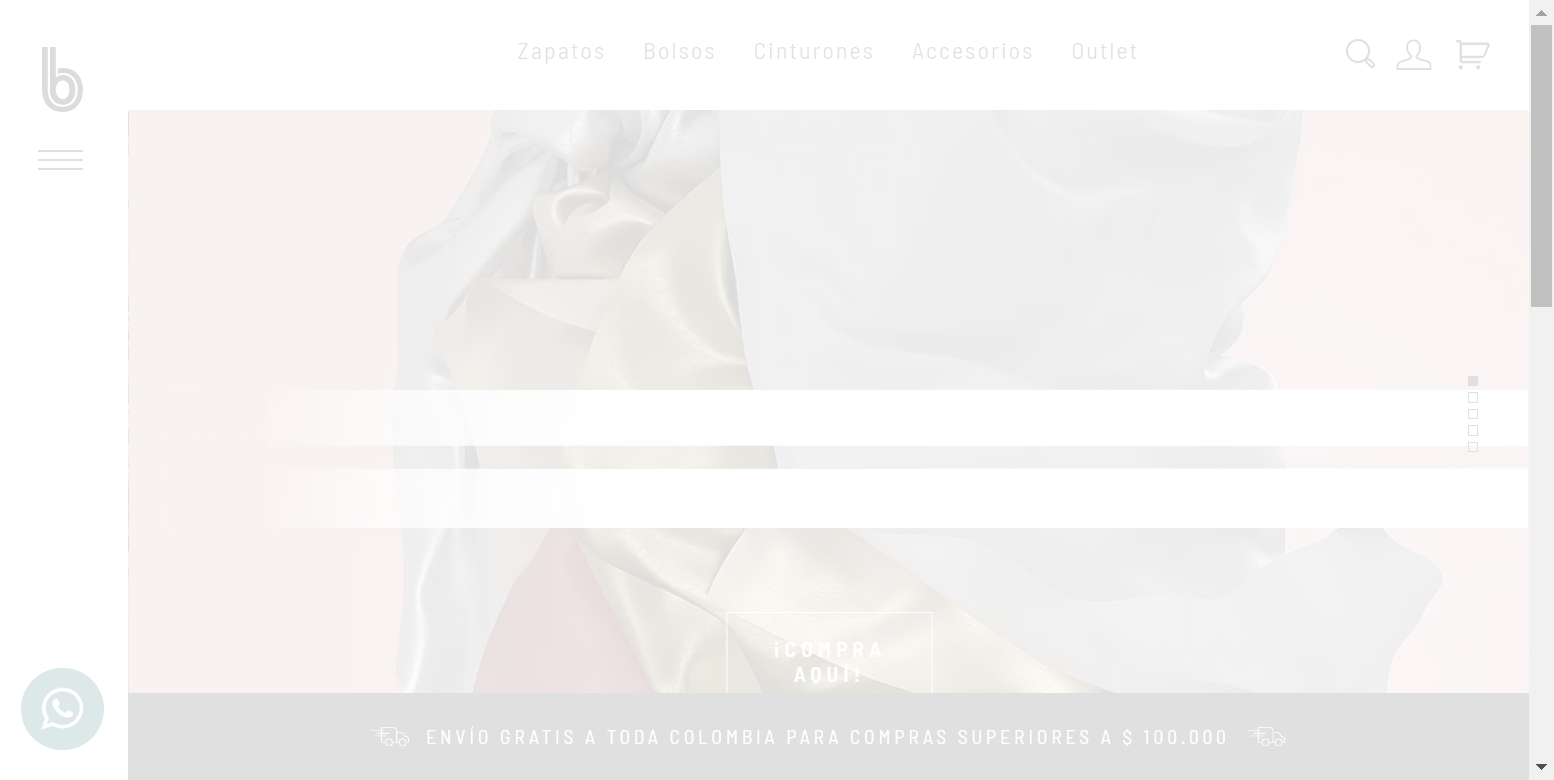 b
Zapatos Bolsos Cinturones Accesorios Outlet
¡COMPRA
AQUÍ!
ENVÍO GRATIS A TODA COLOMBIA PARA COMPRAS SUPERIORES A $ 100.000